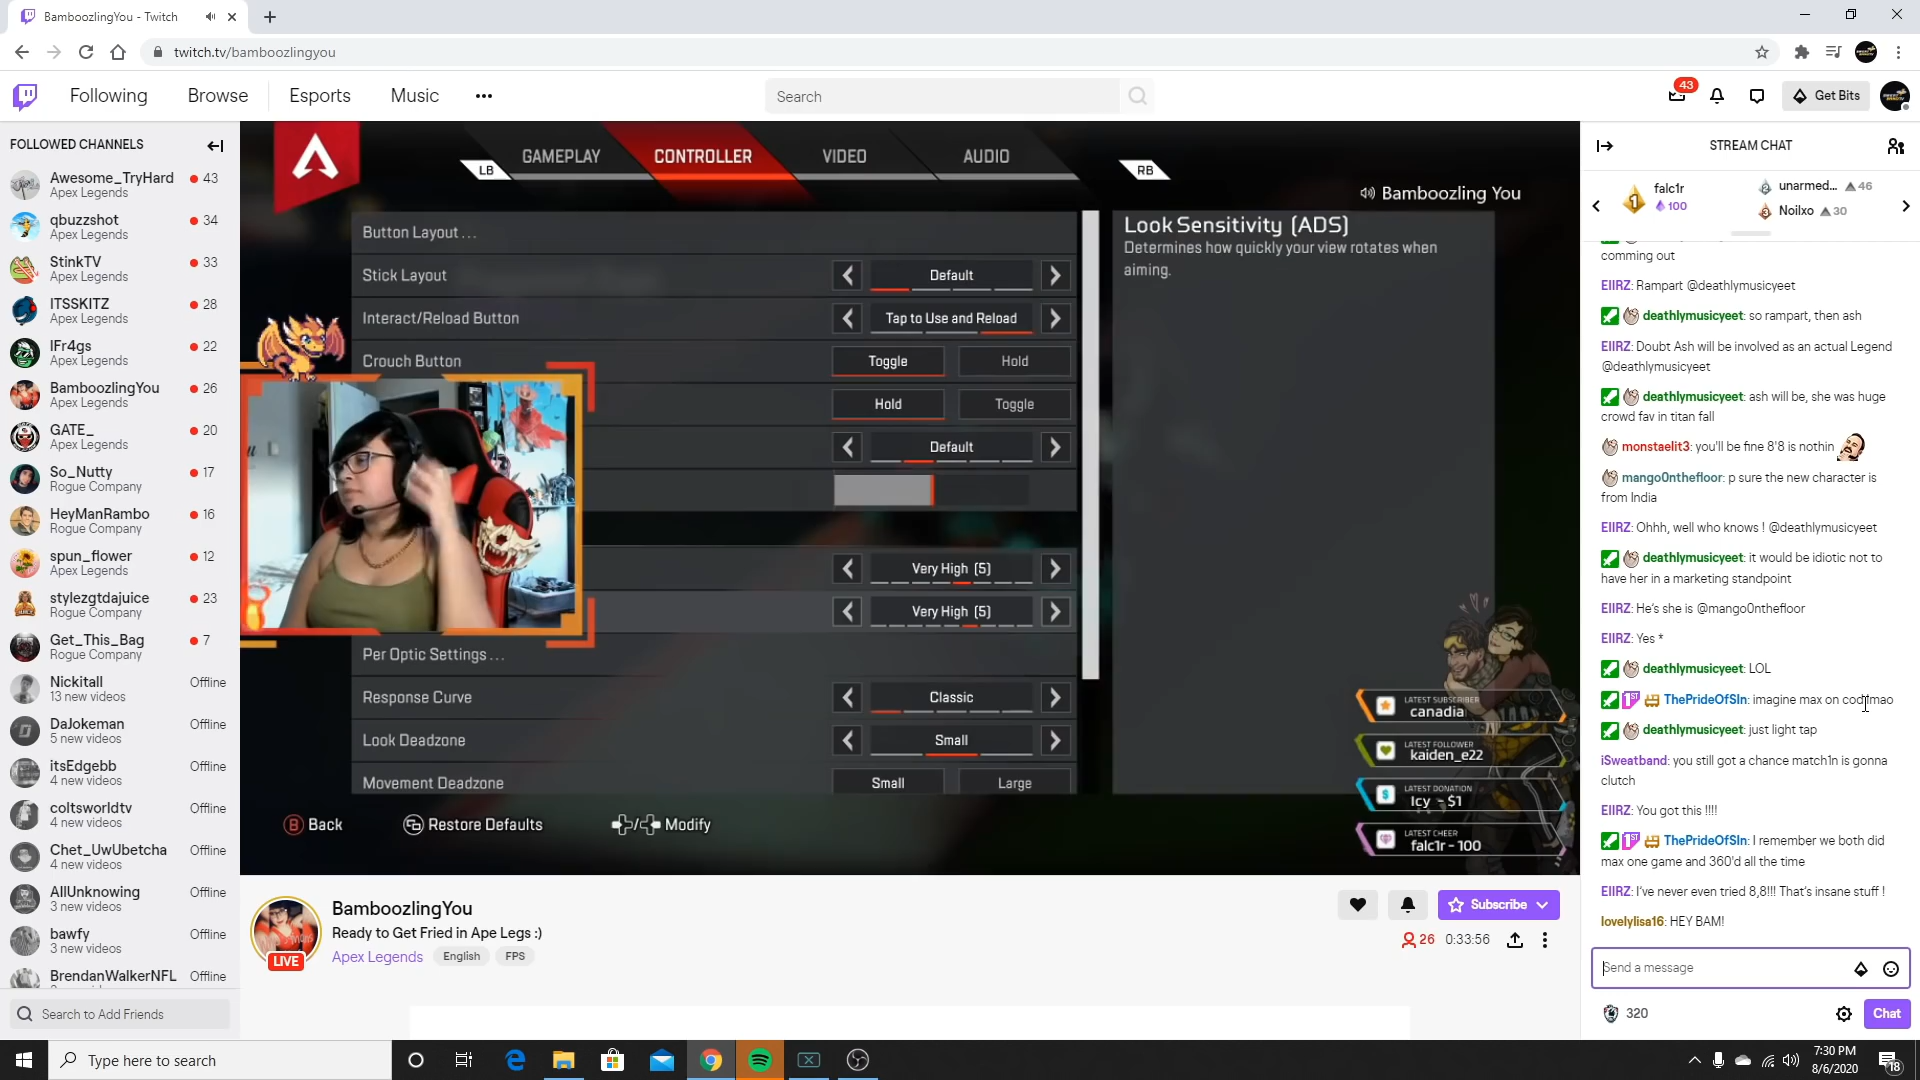 BamboozlingYou - Twitch
twitch.tv/bamboozlingyou
Following
Browse
Esports
Music
Search
43
Get Bits
FOLLOWED CHANNELS
Awesome_TryHard
43
Apex Legends
qbuzzshot
34
Apex Legends
StinkTV
33
Apex Legends
ITSSKITZ
28
Apex Legends
IFr4gs
22
Apex Legends
BamboozlingYou
26
Apex Legends
GATE_
20
Apex Legends
So_Nutty
17
Rogue Company
HeyManRambo
16
Rogue Company
spun_flower
12
Apex Legends
stylezgtdajuice
23
Rogue Company
Get_This_Bag
7
Rogue Company
Nickitall
Offline
13 new videos
DaJokeman
Offline
5 new videos
itsEdgebb
Offline
4 new videos
coltsworldtv
Offline
4 new videos
Chet_UwUbetcha
Offline
4 new videos
AllUnknowing
Offline
3 new videos
bawfy
Offline
3 new videos
BrendanWalkerNFL
Offline
Search to Add Friends
LB
GAMEPLAY
CONTROLLER
VIDEO
AUDIO
RB
Bamboozling You
Button Layout...
Stick Layout
Default
Interact/Reload Button
Tap to Use and Reload
Crouch Button
Toggle
Hold
Hold
Toggle
Default
Very High (5)
Very High (5)
Per Optic Settings...
Response Curve
Classic
Look Deadzone
Small
Movement Deadzone
Small
Large
Look Sensitivity (ADS)
Determines how quickly your view rotates when
aiming.
LATEST SUBSCRIBER
canadia
LATEST FOLLOWER
kaiden_e22
LATEST DONATION
Icy - $1
LATEST CHEER
falc1r - 100
B Back
Restore Defaults
Modify
BamboozlingYou
Ready to Get Fried in Ape Legs :)
Apex Legends
English
FPS
LIVE
Subscribe
26
0:33:56
STREAM CHAT
1
falc1r
100
2
unarmed...
46
3
Noilxo
30
comming out
EIIRZ: Rampart @deathlymusicyeet
deathlymusicyeet: so rampart, then ash
EIIRZ: Doubt Ash will be involved as an actual Legend
@deathlymusicyeet
deathlymusicyeet: ash will be, she was huge
crowd fav in titan fall
monstaelit3: you'll be fine 8'8 is nothin
mango0nthefloor: p sure the new character is
from India
EIIRZ: Ohhh, well who knows ! @deathlymusicyeet
deathlymusicyeet: it would be idiotic not to
have her in a marketing standpoint
EIIRZ: He's she is @mango0nthefloor
EIIRZ: Yes *
deathlymusicyeet: LOL
1ST ThePrideOfSIn: imagine max on cod lmao
deathlymusicyeet: just light tap
iSweatband: you still got a chance match1n is gonna
clutch
EIIRZ: You got this !!!!
1ST ThePrideOfSIn: I remember we both did
max one game and 360'd all the time
EIIRZ: I've never even tried 8,8!!! That's insane stuff !
lovelylisa16: HEY BAM!
Send a message
320
Chat
Type here to search
7:30 PM
8/6/2020
18